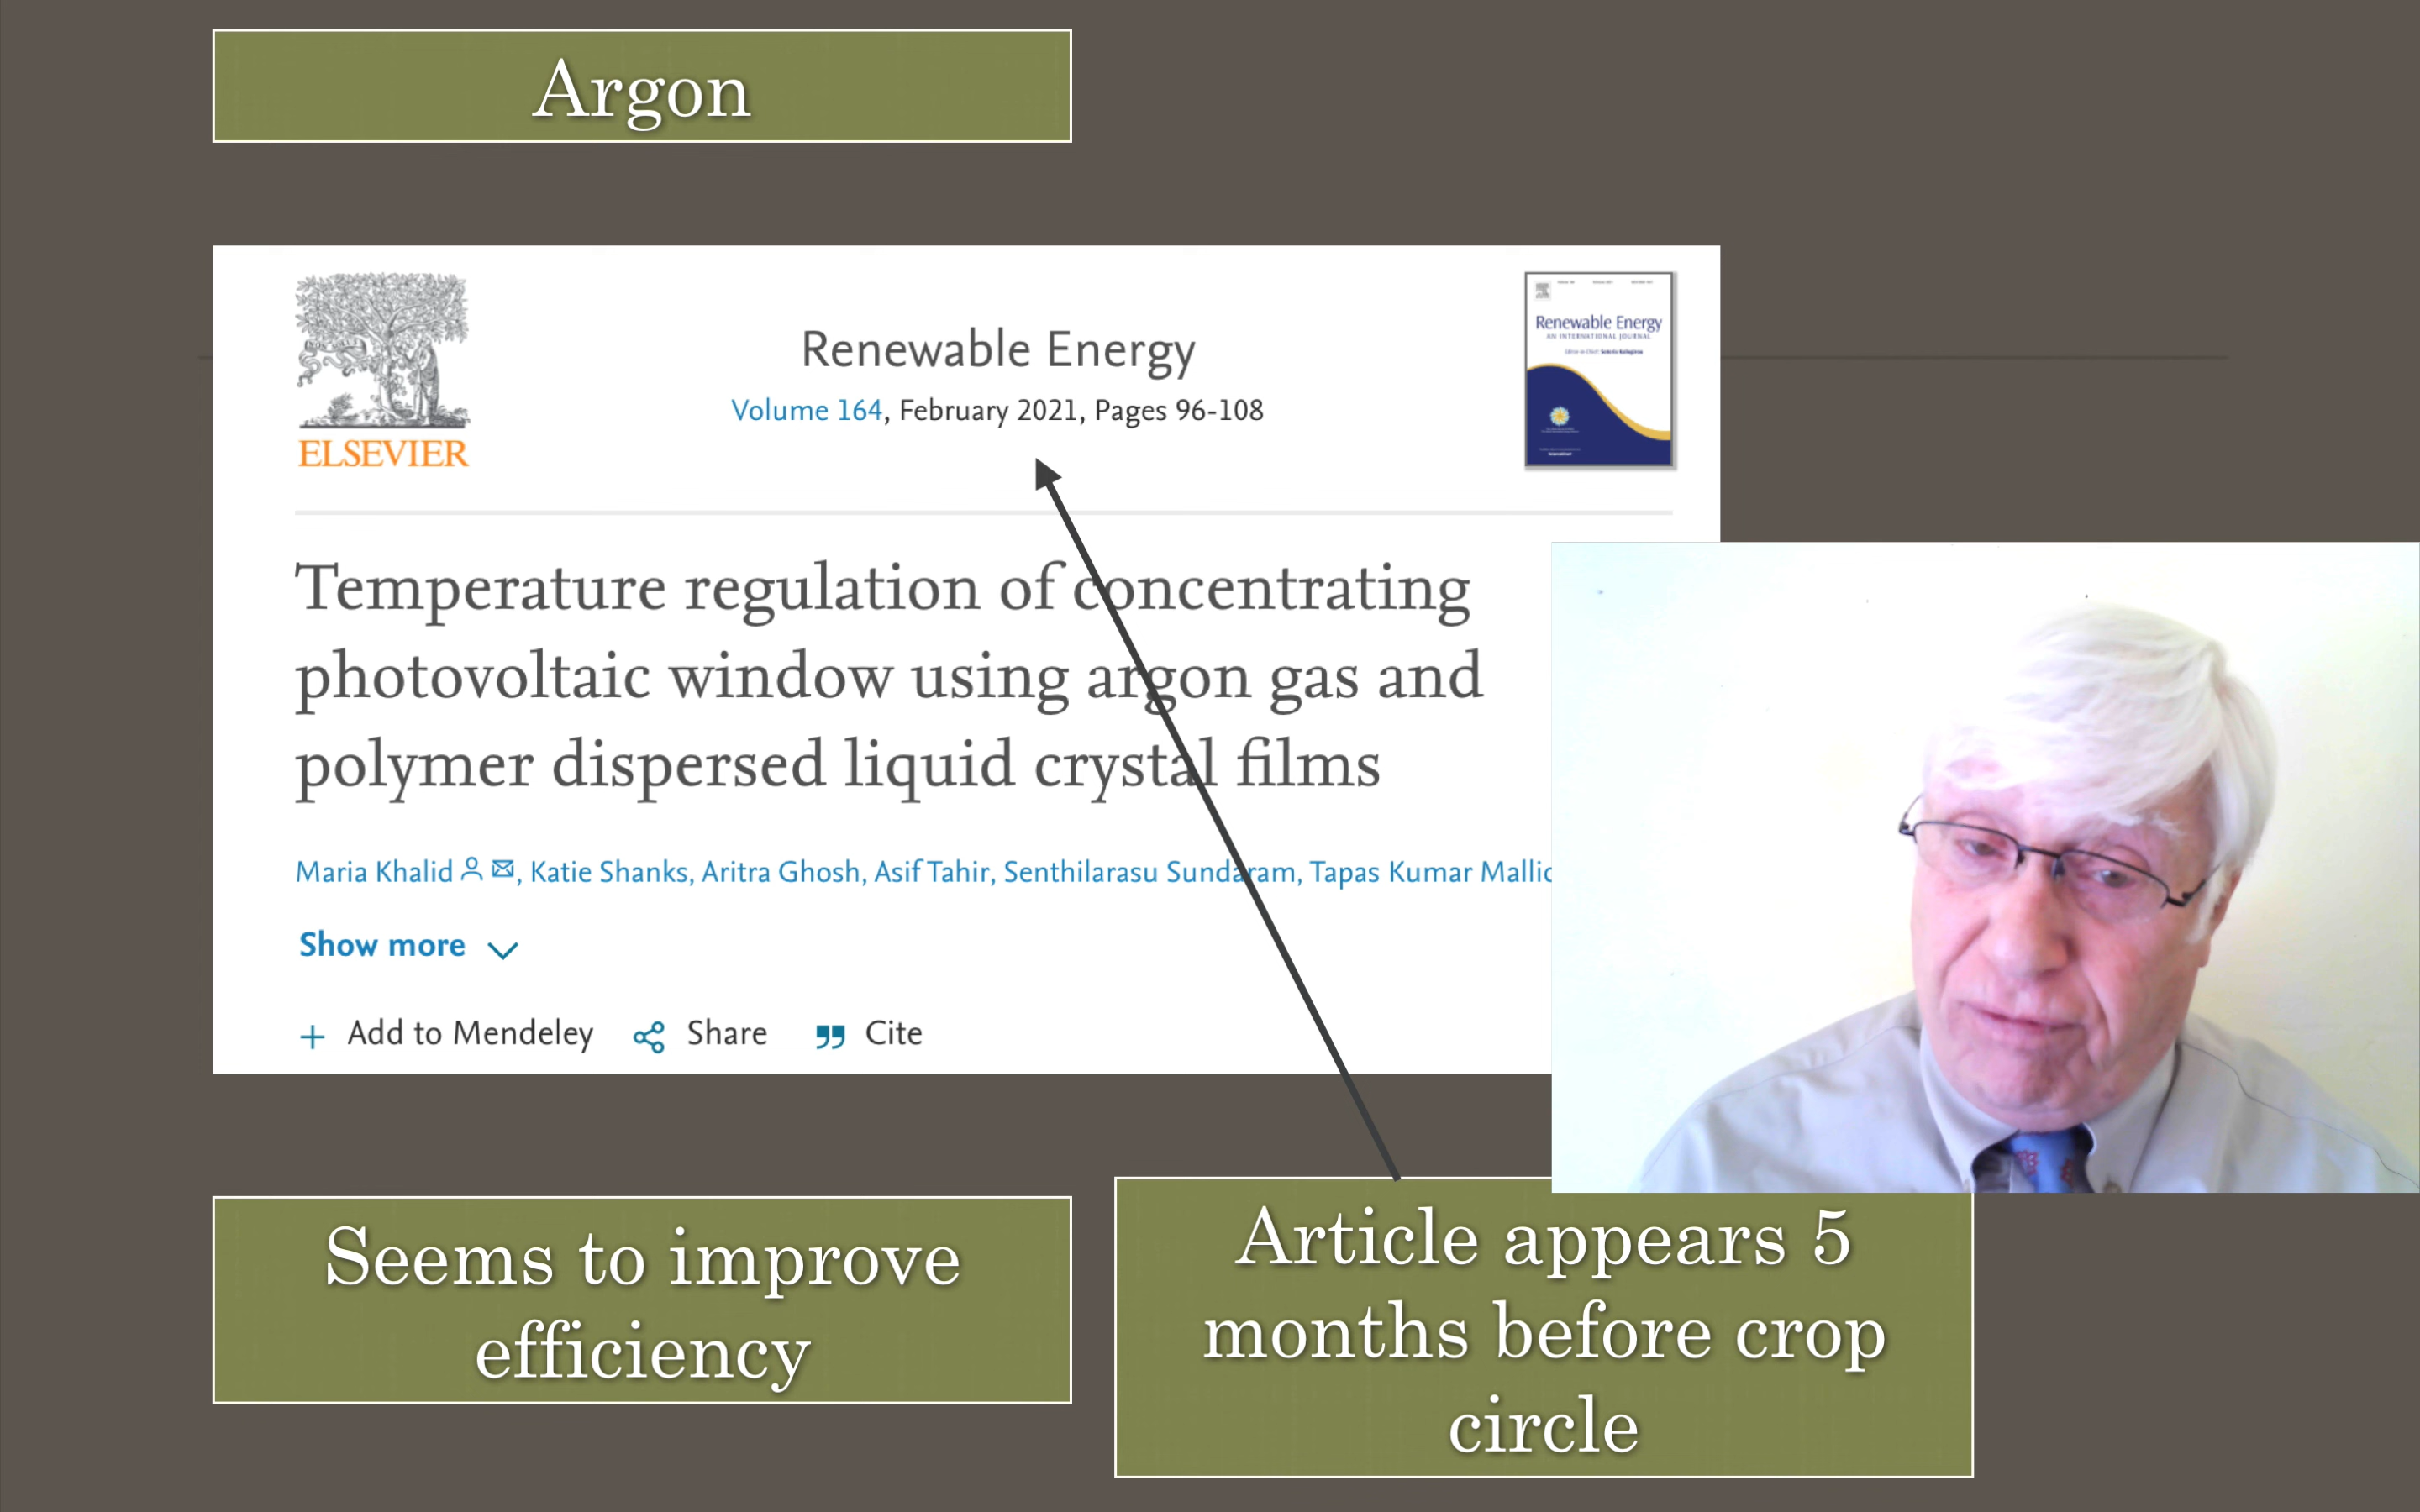 Argon
ELSEVIER
Renewable Energy
Volume 164, February 2021, Pages 96-108
Renewable Energy
AN INTERNATIONAL JOURNAL
Temperature regulation of concentrating
photovoltaic window using argon gas and
polymer dispersed liquid crystal films
Maria Khalid, Katie Shanks, Aritra Ghosh, Asif Tahir, Senthilarasu Sundaram, Tapas Kumar
Show more
+ Add to Mendeley Share Cite
Seems to improve
efficiency
Article appears 5
months before crop
circle